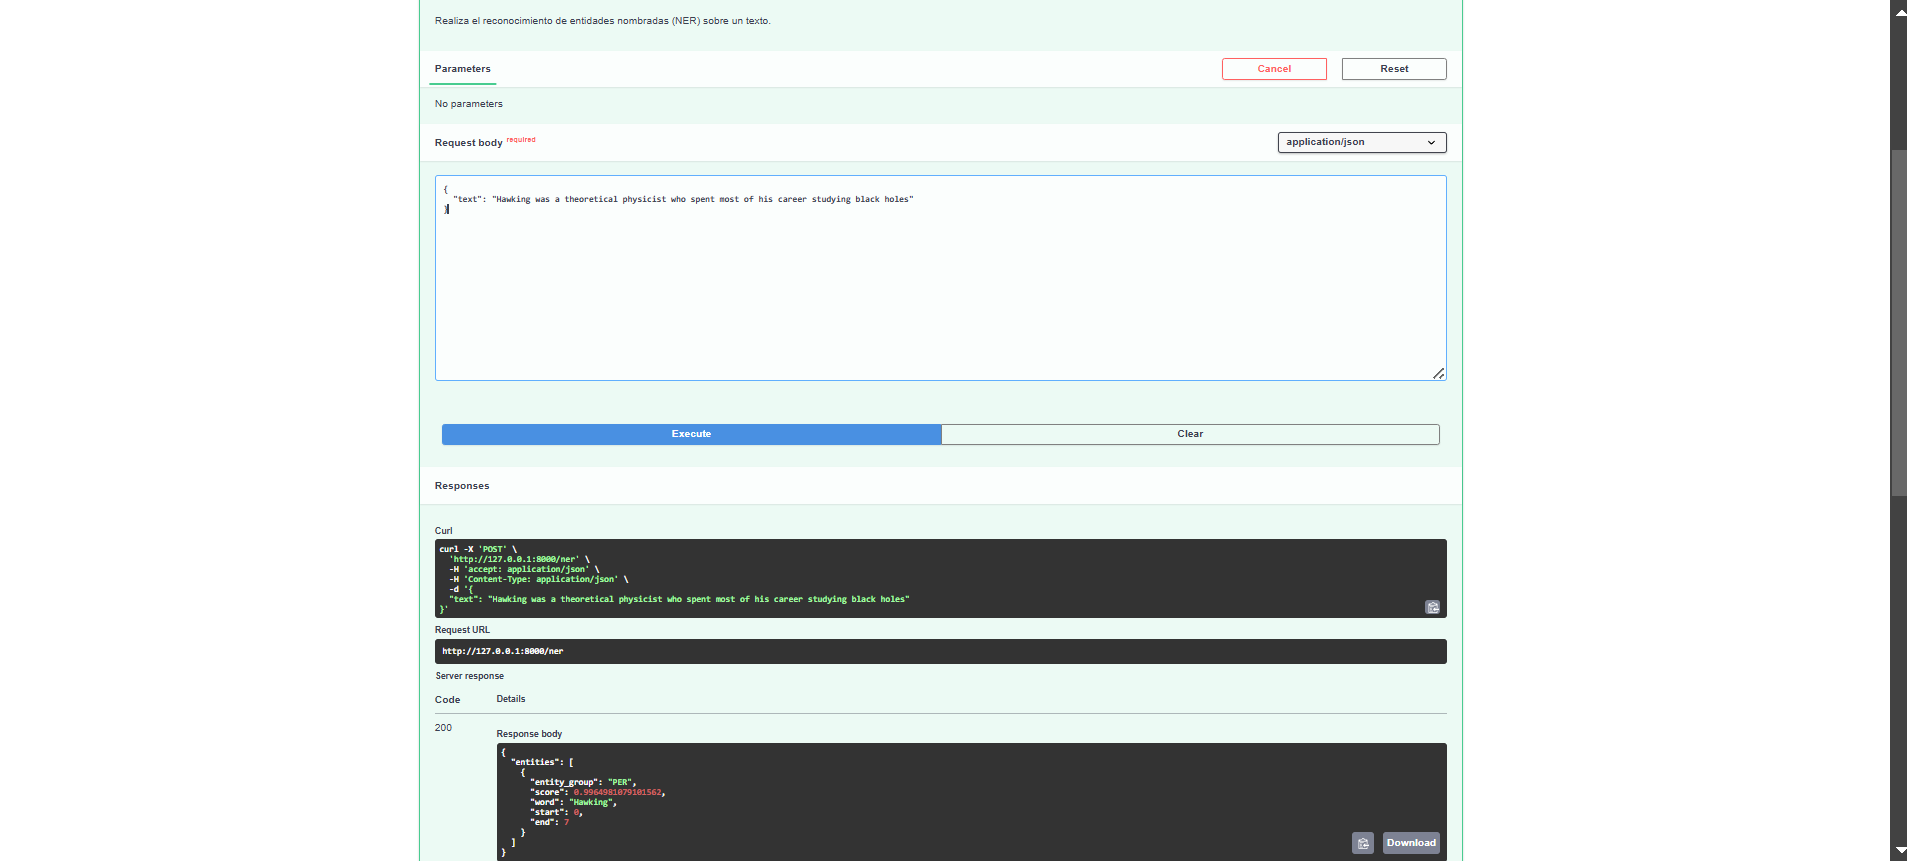 Realiza el reconocimiento de entidades nombradas (NER) sobre un texto.
Parameters
Cancel
Reset
No parameters
Request body required
application/json
{
"text": "Hawking was a theoretical physicist who spent most of his career studying black holes"
}
Execute
Clear
Responses
Curl
curl -X 'POST' \
'http://127.0.0.1:8000/ner' \
-H 'accept: application/json' \
-H 'Content-Type: application/json' \
-d '{
"text": "Hawking was a theoretical physicist who spent most of his career studying black holes"
}'
Request URL
http://127.0.0.1:8000/ner
Server response
Code Details
200
Response body
{
"entities": [
{
"entity_group": "PER",
"score": 0.9964981079101562,
"word": "Hawking",
"start": 0,
"end": 7
}
]
}
Download